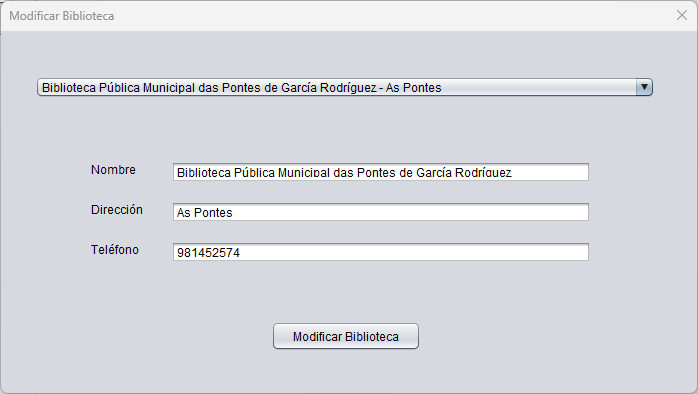 Modificar Biblioteca
Biblioteca Pública Municipal das Pontes de García Rodríguez - As Pontes
Nombre
Biblioteca Pública Municipal das Pontes de García Rodríguez
Dirección
As Pontes
Teléfono
981452574
Modificar Biblioteca